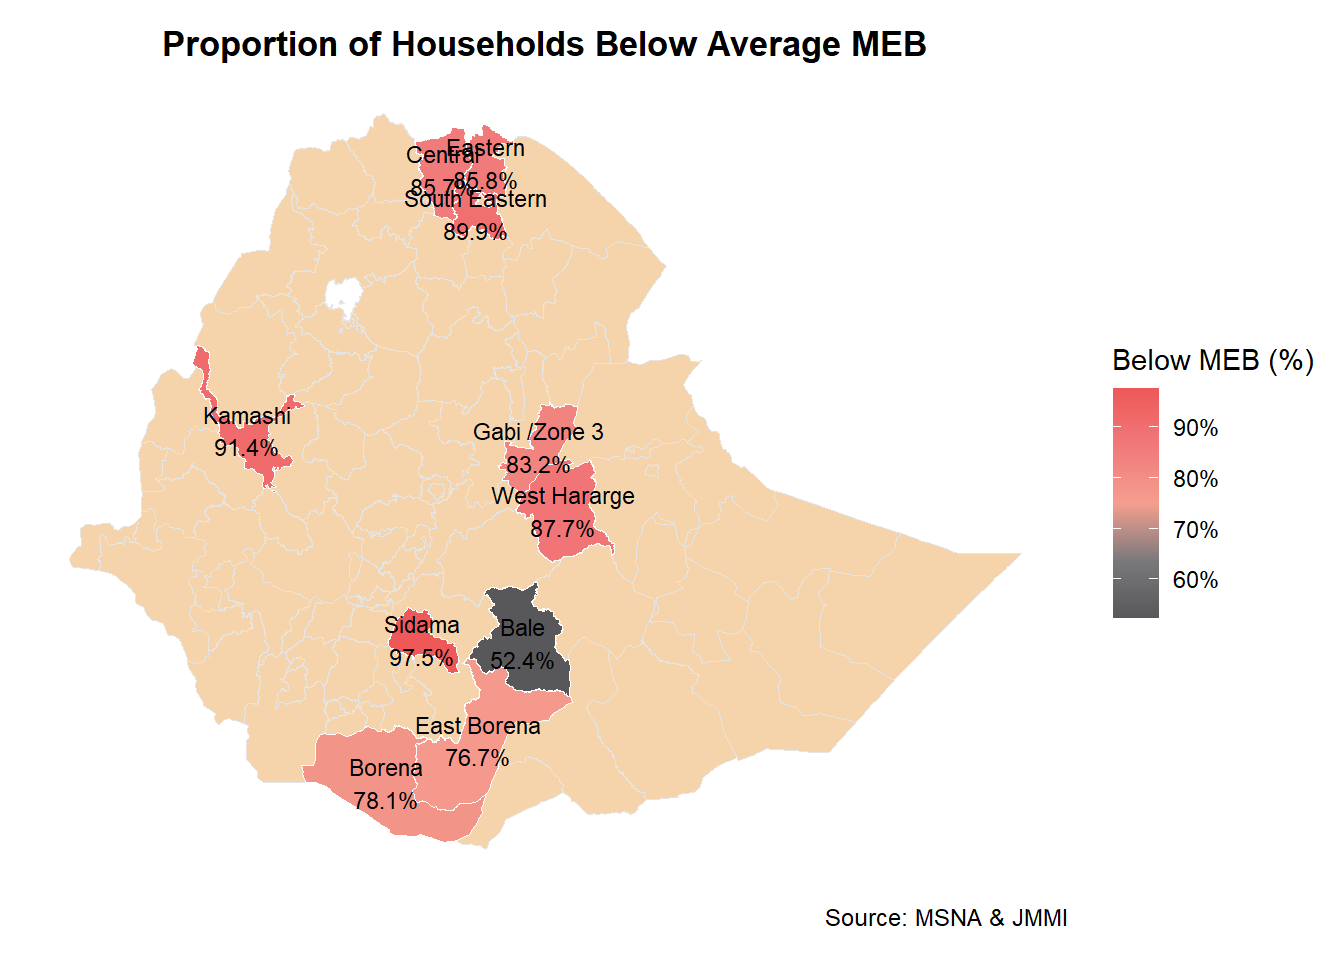 Proportion of Households Below Average MEB
Central
85.7%
Eastern
85.8%
South Eastern
89.9%
Kamashi
91.4%
Gabi /Zone 3
83.2%
West Hararge
87.7%
Sidama
97.5%
Bale
52.4%
East Borena
76.7%
Borena
78.1%
Below MEB (%)
90%
80%
70%
60%
Source: MSNA & JMMI